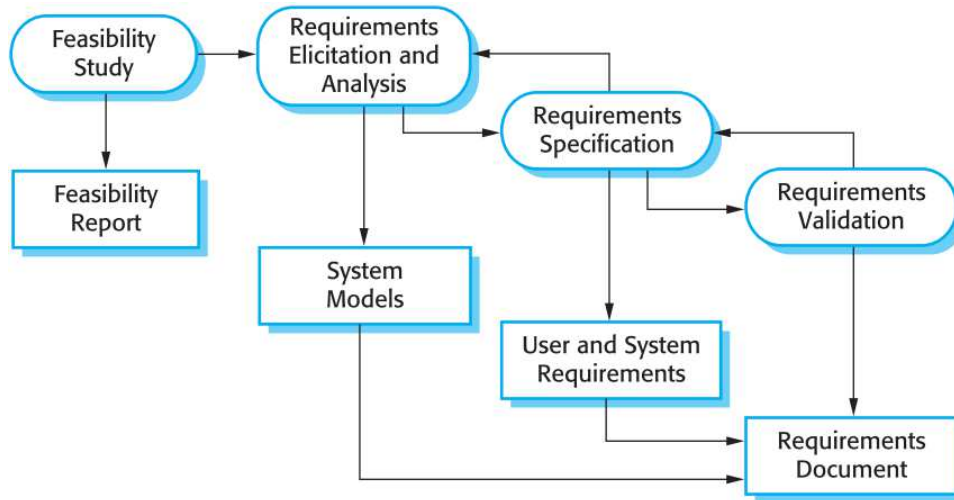 Feasibility
Study
Requirements
Elicitation and
Analysis
Requirements
Specification
Requirements
Validation
Feasibility
Report
System
Models
User and System
Requirements
Requirements
Document